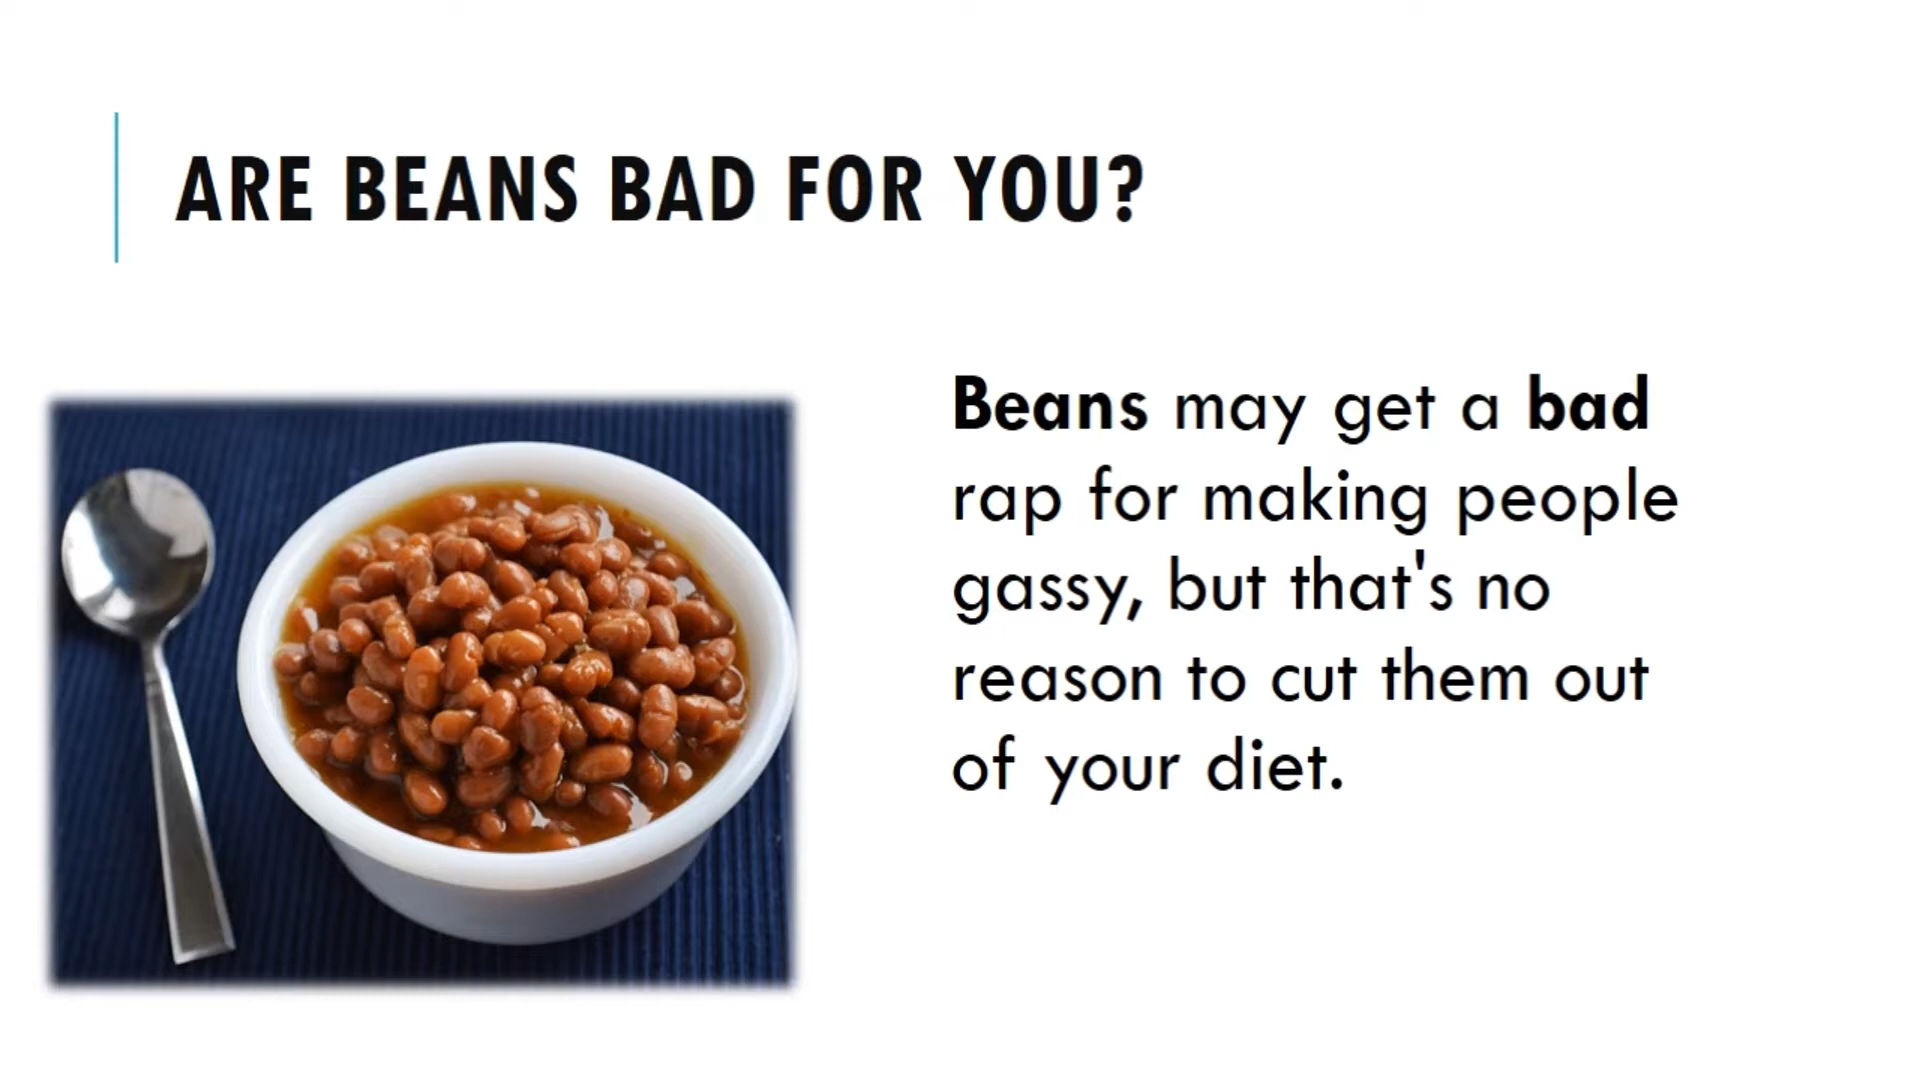 ARE BEANS BAD FOR YOU?
Beans may get a bad
rap for making people
gassy, but that's no
reason to cut them out
of your diet.